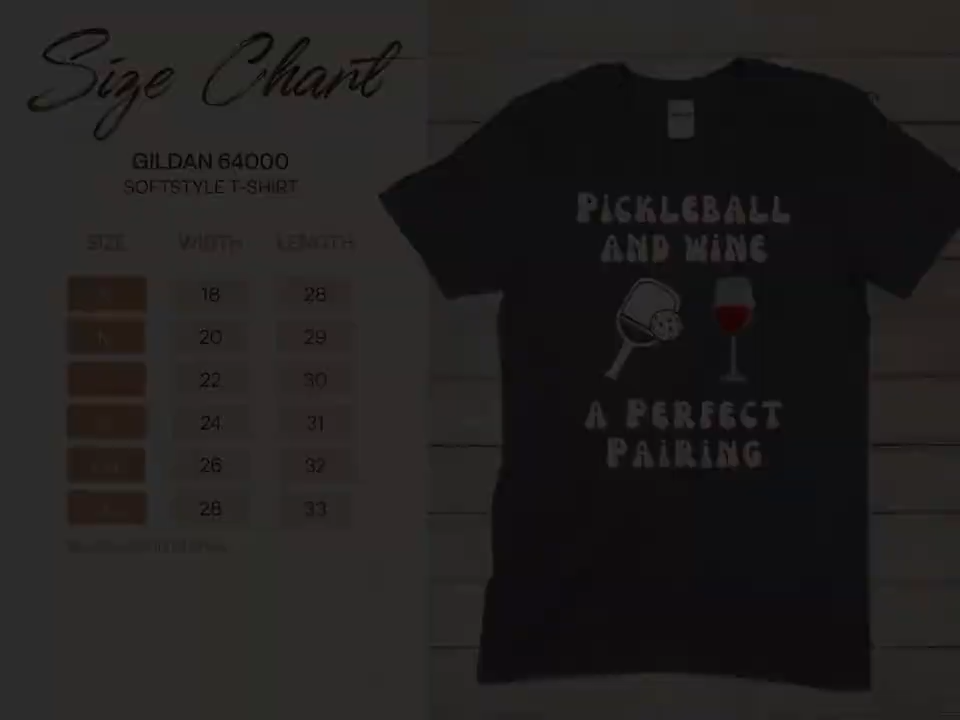 Size Chart
GILDAN 64000
SOFTSTYLE T-SHIRT
SIZE WIDTH LENGTH
18 28
20 29
22 30
24 31
26 32
28 33
PiCKLEBALL
AND WiNE
A PERFECT
PAiRiNG